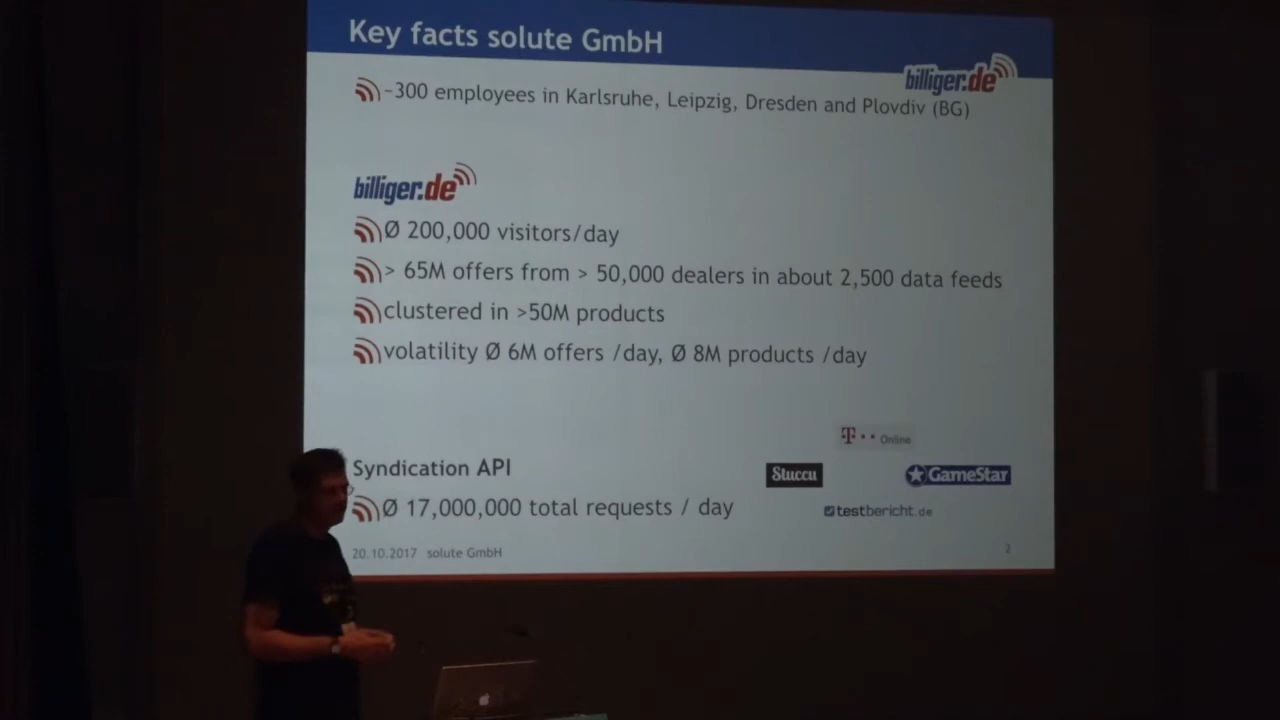 Key facts solute GmbH
billiger.de
~300 employees in Karlsruhe, Leipzig, Dresden and Plovdiv (BG)
billiger.de
Ø 200,000 visitors/day
> 65M offers from > 50,000 dealers in about 2,500 data feeds
clustered in >50M products
volatility Ø 6M offers /day, Ø 8M products /day
T Online
Syndication API
Stuccu
GameStar
Ø 17,000,000 total requests / day
testbericht.de
20.10.2017 solute GmbH
2